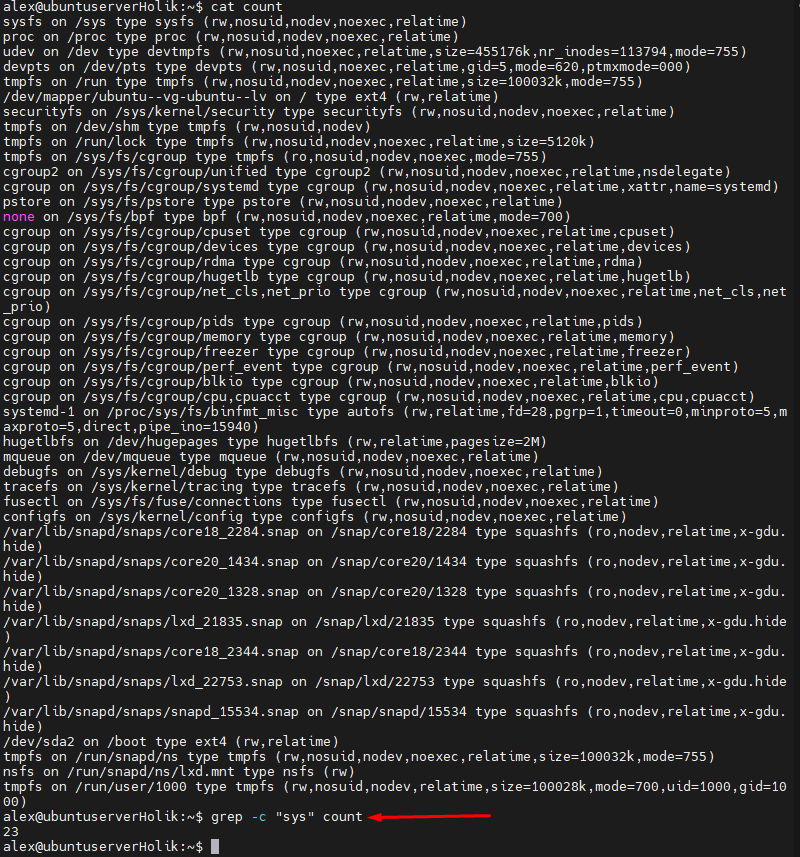 alex@ubuntuserverHolik:~$ cat count
sysfs on /sys type sysfs (rw,nosuid,nodev,noexec,relatime)
proc on /proc type proc (rw,nosuid,nodev,noexec,relatime)
udev on /dev type devtmpfs (rw,nosuid,noexec,relatime,size=455176k,nr_inodes=113794,mode=755)
devpts on /dev/pts type devpts (rw,nosuid,noexec,relatime,gid=5,mode=620,ptmxmode=000)
tmpfs on /run type tmpfs (rw,nosuid,nodev,noexec,relatime,size=100032k,mode=755)
/dev/mapper/ubuntu--vg-ubuntu--lv on / type ext4 (rw,relatime)
securityfs on /sys/kernel/security type securityfs (rw,nosuid,nodev,noexec,relatime)
tmpfs on /dev/shm type tmpfs (rw,nosuid,nodev)
tmpfs on /run/lock type tmpfs (rw,nosuid,nodev,noexec,relatime,size=5120k)
tmpfs on /sys/fs/cgroup type tmpfs (ro,nosuid,nodev,noexec,mode=755)
cgroup2 on /sys/fs/cgroup/unified type cgroup2 (rw,nosuid,nodev,noexec,relatime,nsdelegate)
cgroup on /sys/fs/cgroup/systemd type cgroup (rw,nosuid,nodev,noexec,relatime,xattr,name=systemd)
pstore on /sys/fs/pstore type pstore (rw,nosuid,nodev,noexec,relatime)
none on /sys/fs/bpf type bpf (rw,nosuid,nodev,noexec,relatime,mode=700)
cgroup on /sys/fs/cgroup/cpuset type cgroup (rw,nosuid,nodev,noexec,relatime,cpuset)
cgroup on /sys/fs/cgroup/devices type cgroup (rw,nosuid,nodev,noexec,relatime,devices)
cgroup on /sys/fs/cgroup/rdma type cgroup (rw,nosuid,nodev,noexec,relatime,rdma)
cgroup on /sys/fs/cgroup/hugetlb type cgroup (rw,nosuid,nodev,noexec,relatime,hugetlb)
cgroup on /sys/fs/cgroup/net_cls,net_prio type cgroup (rw,nosuid,nodev,noexec,relatime,net_cls,net
_prio)
cgroup on /sys/fs/cgroup/pids type cgroup (rw,nosuid,nodev,noexec,relatime,pids)
cgroup on /sys/fs/cgroup/memory type cgroup (rw,nosuid,nodev,noexec,relatime,memory)
cgroup on /sys/fs/cgroup/freezer type cgroup (rw,nosuid,nodev,noexec,relatime,freezer)
cgroup on /sys/fs/cgroup/perf_event type cgroup (rw,nosuid,nodev,noexec,relatime,perf_event)
cgroup on /sys/fs/cgroup/blkio type cgroup (rw,nosuid,nodev,noexec,relatime,blkio)
cgroup on /sys/fs/cgroup/cpu,cpuacct type cgroup (rw,nosuid,nodev,noexec,relatime,cpu,cpuacct)
systemd-1 on /proc/sys/fs/binfmt_misc type autofs (rw,relatime,fd=28,pgrp=1,timeout=0,minproto=5,m
axproto=5,direct,pipe_ino=15940)
hugetlbfs on /dev/hugepages type hugetlbfs (rw,relatime,pagesize=2M)
mqueue on /dev/mqueue type mqueue (rw,nosuid,nodev,noexec,relatime)
debugfs on /sys/kernel/debug type debugfs (rw,nosuid,nodev,noexec,relatime)
tracefs on /sys/kernel/tracing type tracefs (rw,nosuid,nodev,noexec,relatime)
fusectl on /sys/fs/fuse/connections type fusectl (rw,nosuid,nodev,noexec,relatime)
configfs on /sys/kernel/config type configfs (rw,nosuid,nodev,noexec,relatime)
/var/lib/snapd/snaps/core18_2284.snap on /snap/core18/2284 type squashfs (ro,nodev,relatime,x-gdu.
hide)
/var/lib/snapd/snaps/core20_1434.snap on /snap/core20/1434 type squashfs (ro,nodev,relatime,x-gdu.
hide)
/var/lib/snapd/snaps/core20_1328.snap on /snap/core20/1328 type squashfs (ro,nodev,relatime,x-gdu.
hide)
/var/lib/snapd/snaps/lxd_21835.snap on /snap/lxd/21835 type squashfs (ro,nodev,relatime,x-gdu.hide
)
/var/lib/snapd/snaps/core18_2344.snap on /snap/core18/2344 type squashfs (ro,nodev,relatime,x-gdu.
hide)
/var/lib/snapd/snaps/lxd_22753.snap on /snap/lxd/22753 type squashfs (ro,nodev,relatime,x-gdu.hide
)
/var/lib/snapd/snaps/snapd_15534.snap on /snap/snapd/15534 type squashfs (ro,nodev,relatime,x-gdu.
hide)
/dev/sda2 on /boot type ext4 (rw,relatime)
tmpfs on /run/snapd/ns type tmpfs (rw,nosuid,nodev,noexec,relatime,size=100032k,mode=755)
nsfs on /run/snapd/ns/lxd.mnt type nsfs (rw)
tmpfs on /run/user/1000 type tmpfs (rw,nosuid,nodev,relatime,size=100028k,mode=700,uid=1000,gid=10
00)
alex@ubuntuserverHolik:~$ grep -c "sys" count
23
alex@ubuntuserverHolik:~$